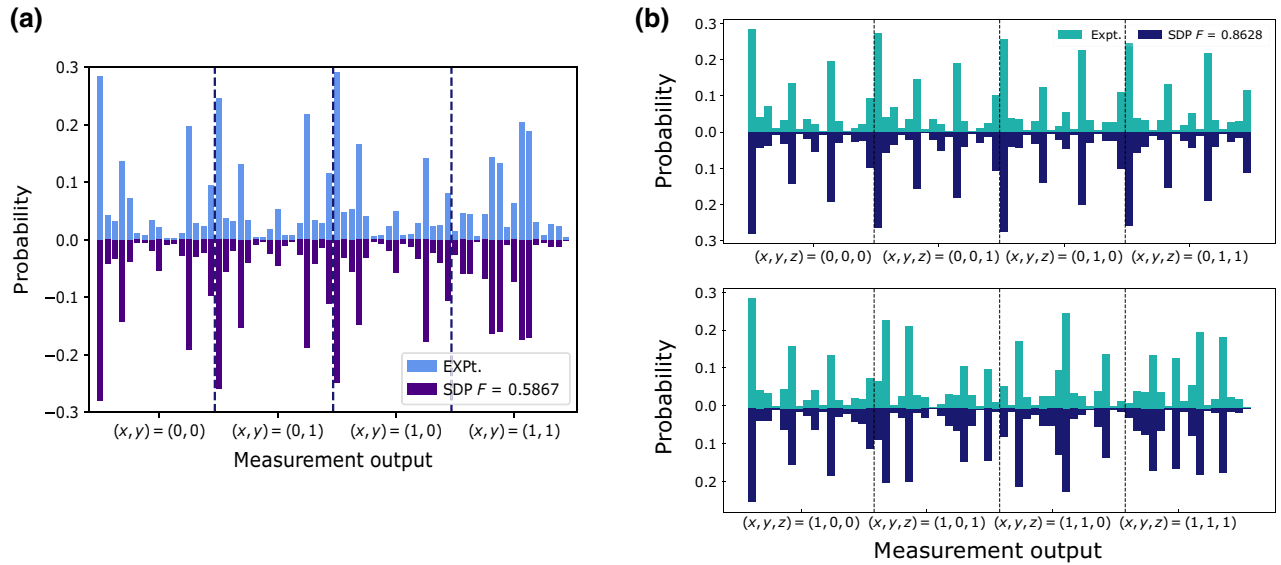 (a)
0.3
0.2
0.1
0.0
−0.1
−0.2
−0.3
Probability
EXPt.
SDP F = 0.5867
(x, y) = (0, 0)
(x, y) = (0, 1)
(x, y) = (1, 0)
(x, y) = (1, 1)
Measurement output
(b)
0.3
0.2
0.1
0.0
0.1
0.2
0.3
Probability
Expt.
SDP F = 0.8628
(x, y, z) = (0, 0, 0)
(x, y, z) = (0, 0, 1)
(x, y, z) = (0, 1, 0)
(x, y, z) = (0, 1, 1)
0.3
0.2
0.1
0.0
0.1
0.2
Probability
(x, y, z) = (1, 0, 0)
(x, y, z) = (1, 0, 1)
(x, y, z) = (1, 1, 0)
(x, y, z) = (1, 1, 1)
Measurement output